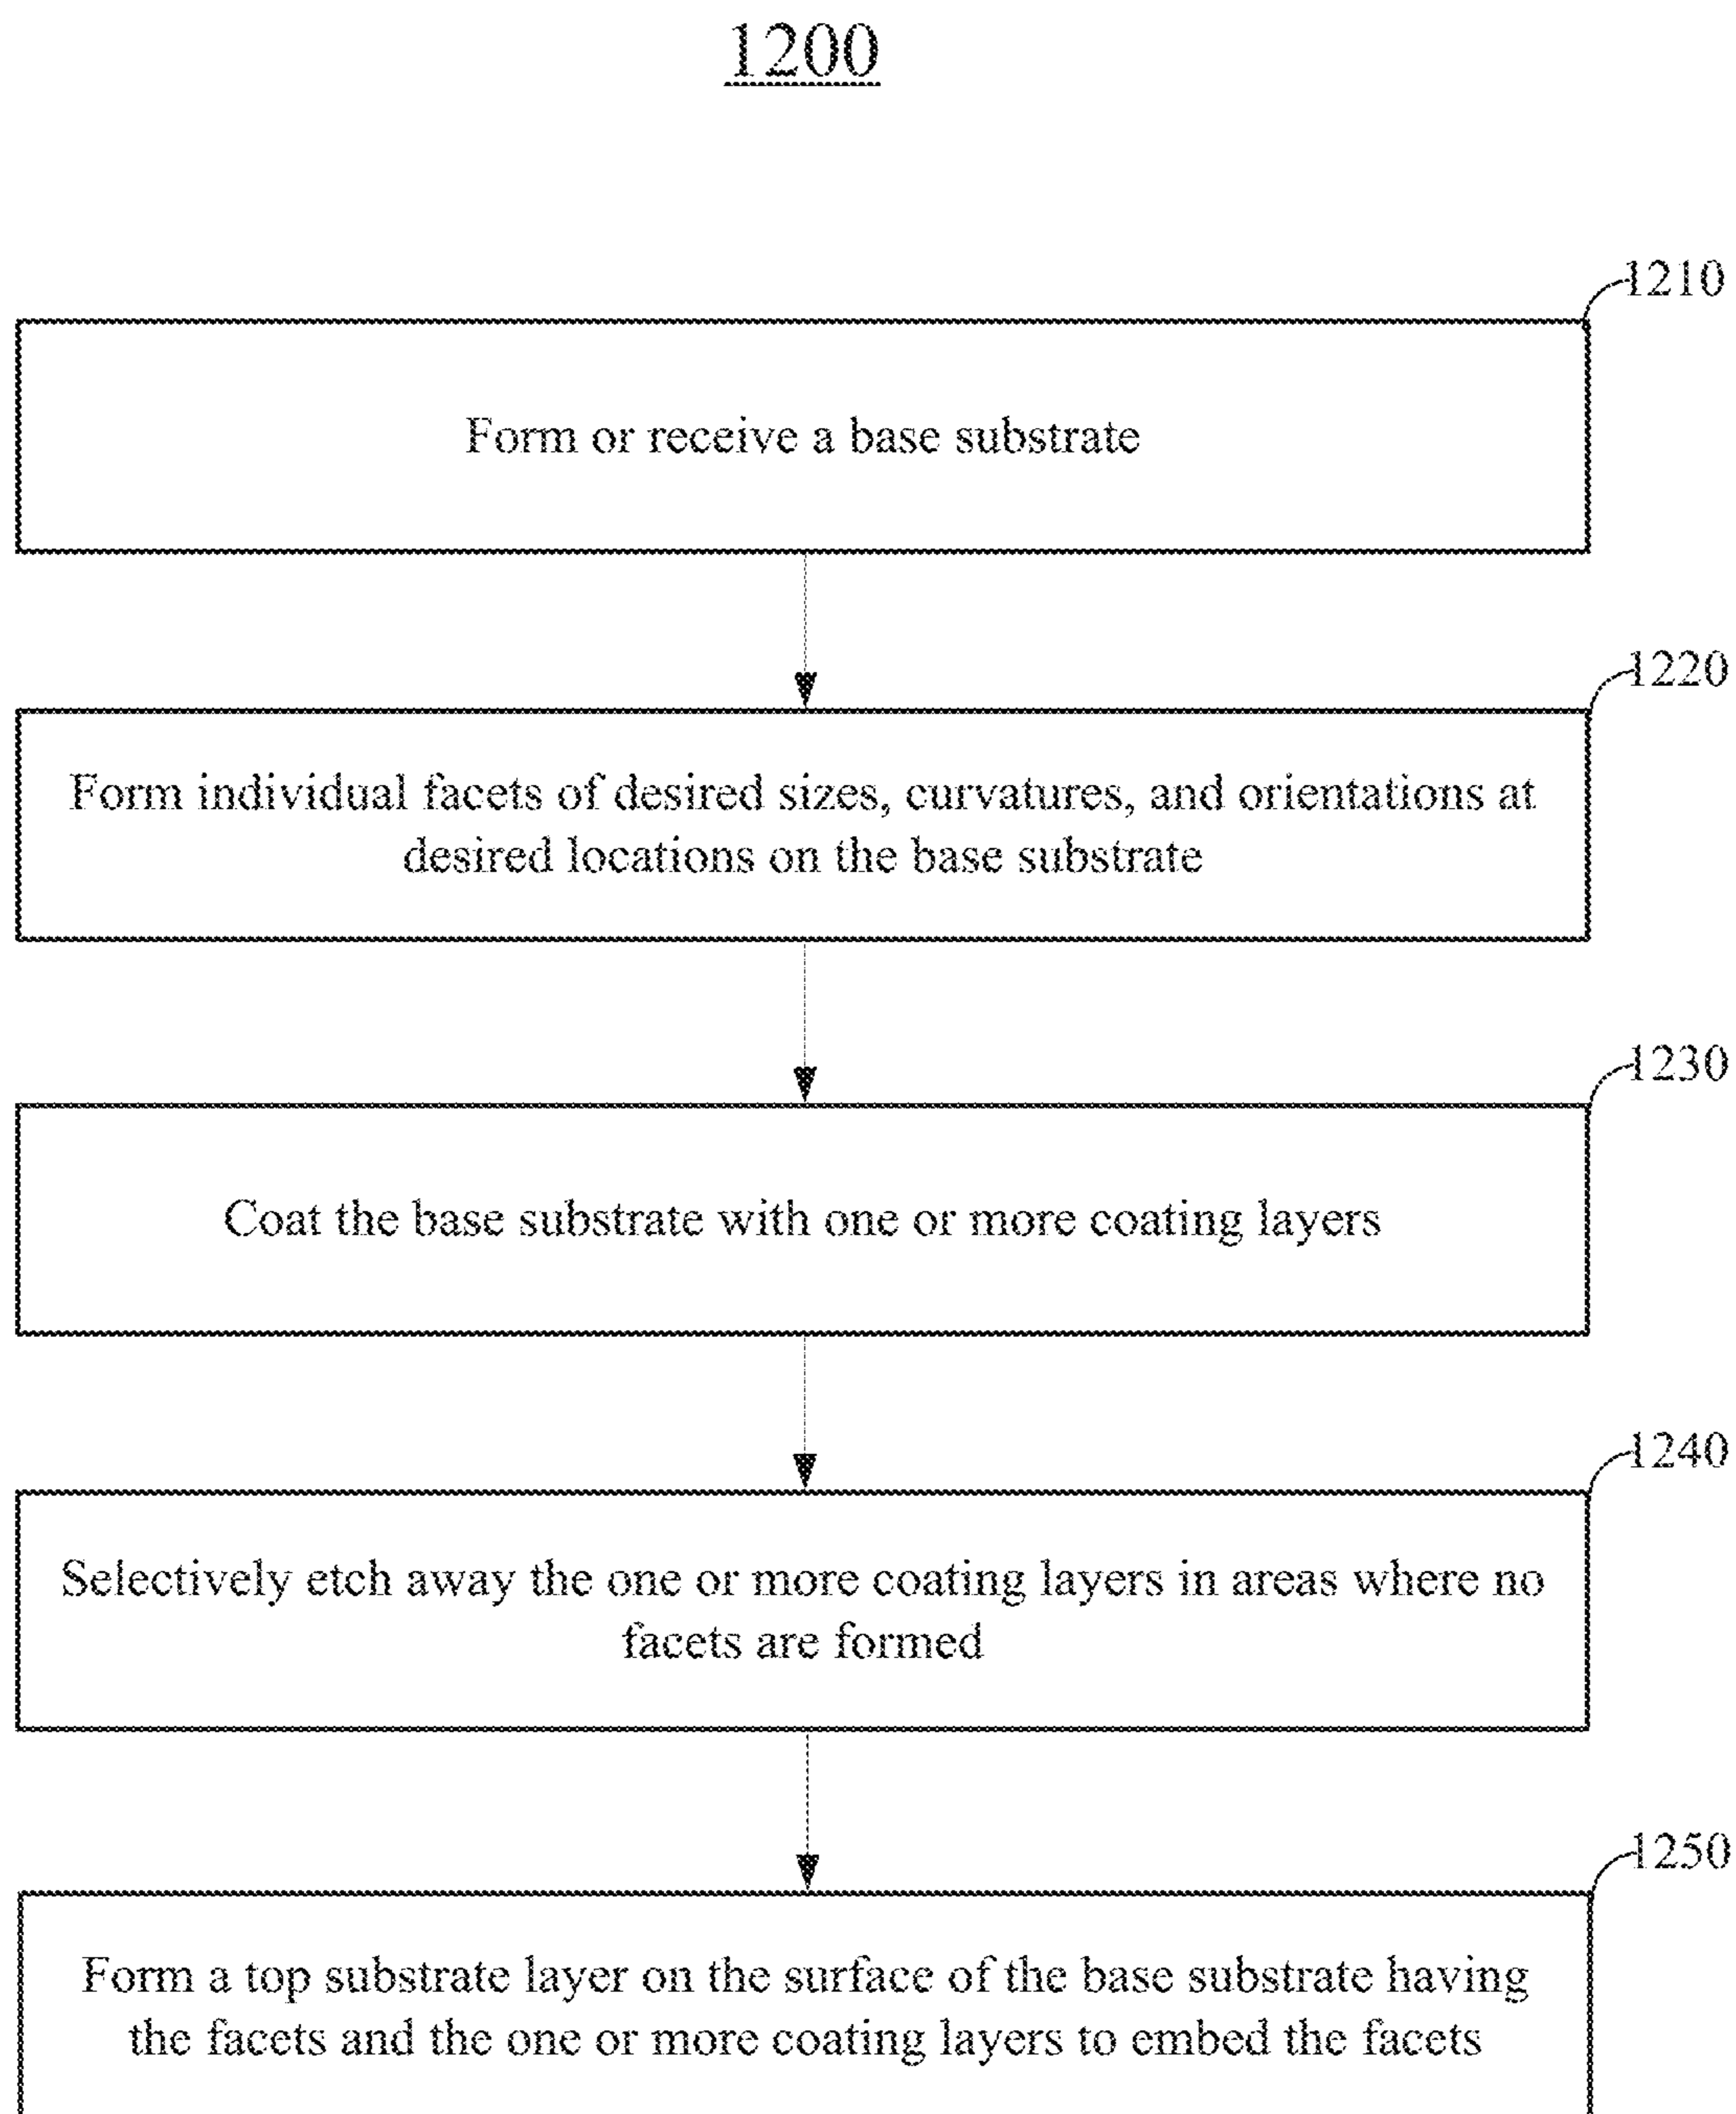 1200
1210
Form or receive a base substrate
1220
Form individual facets of desired sizes, curvatures, and orientations at
desired locations on the base substrate
1230
Coat the base substrate with one or more coating layers
1240
Selectively etch away the one or more coating layers in areas where no
facets are formed
1250
Form a top substrate layer on the surface of the base substrate having
the facets and the one or more coating layers to embed the facets